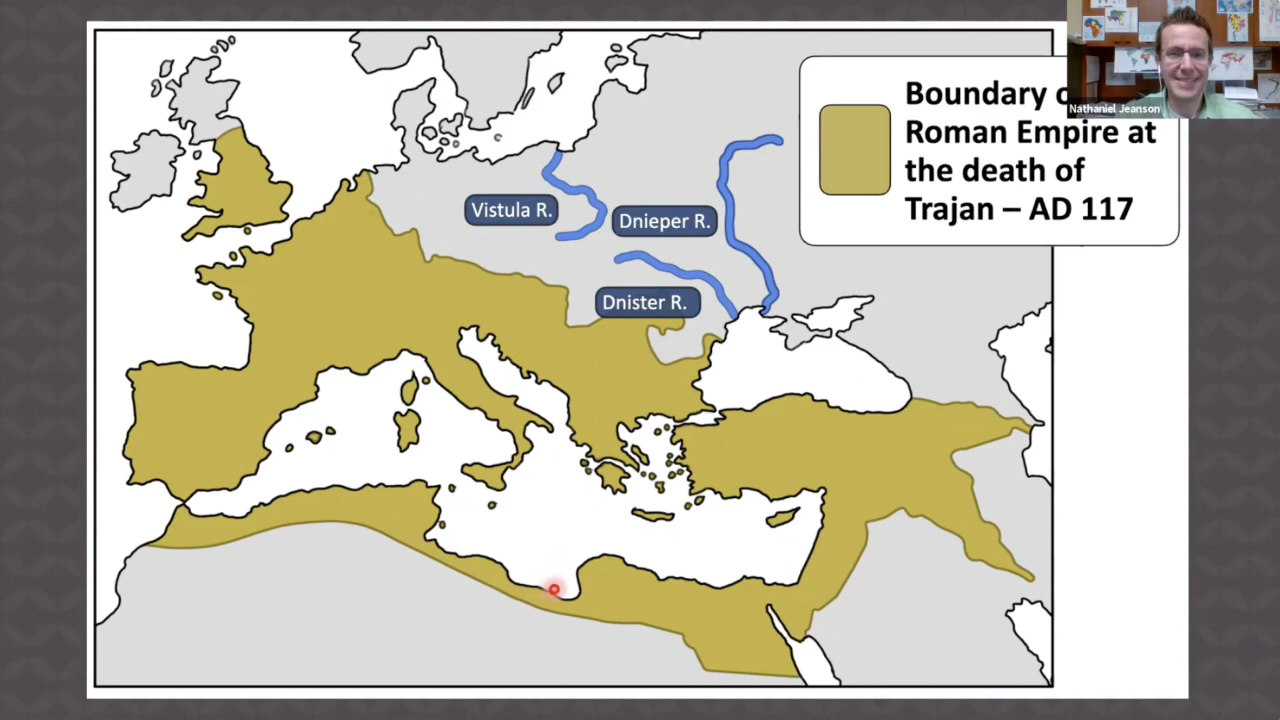 Boundary o
Roman Empire at
the death of
Trajan – AD 117
Nathaniel Jeanson
Vistula R.
Dnieper R.
Dnister R.